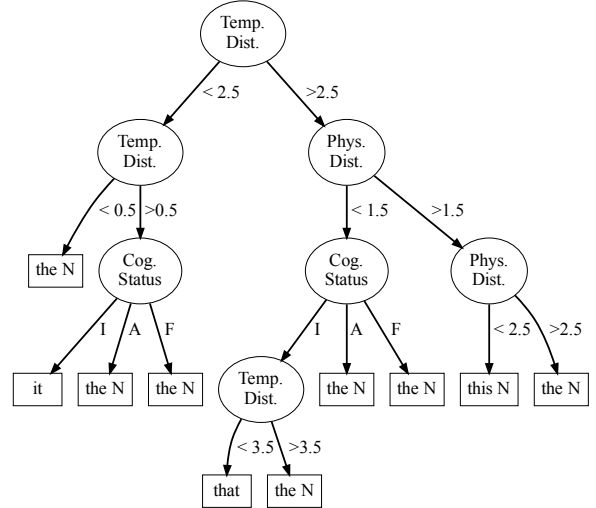 Temp.
Dist.
< 2.5
>2.5
Temp.
Dist.
Phys.
Dist.
< 0.5
>0.5
< 1.5
>1.5
the N
Cog.
Status
Cog.
Status
Phys.
Dist.
I
A
F
I
A
F
< 2.5
>2.5
it
the N
the N
Temp.
Dist.
the N
the N
this N
the N
< 3.5
>3.5
that
the N